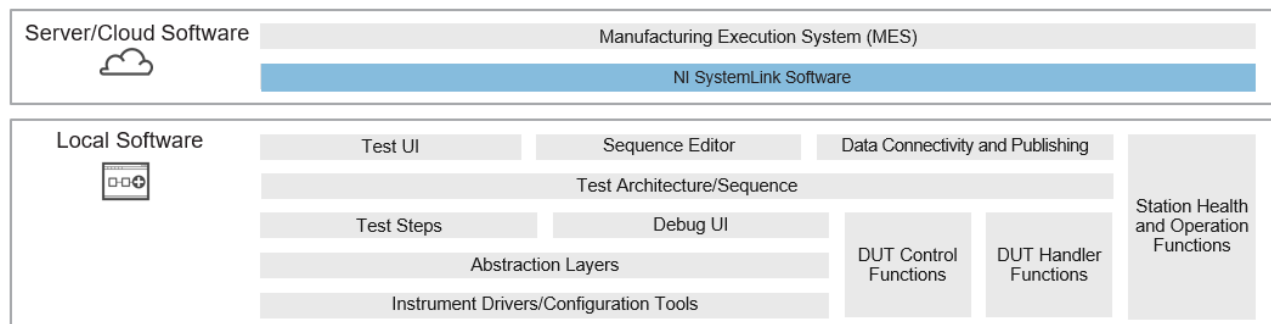 Server/Cloud Software
Manufacturing Execution System (MES)
NI SystemLink Software
Local Software
Test UI
Sequence Editor
Data Connectivity and Publishing
Test Architecture/Sequence
Test Steps
Debug UI
Abstraction Layers
Instrument Drivers/Configuration Tools
DUT Control
Functions
DUT Handler
Functions
Station Health
and Operation
Functions